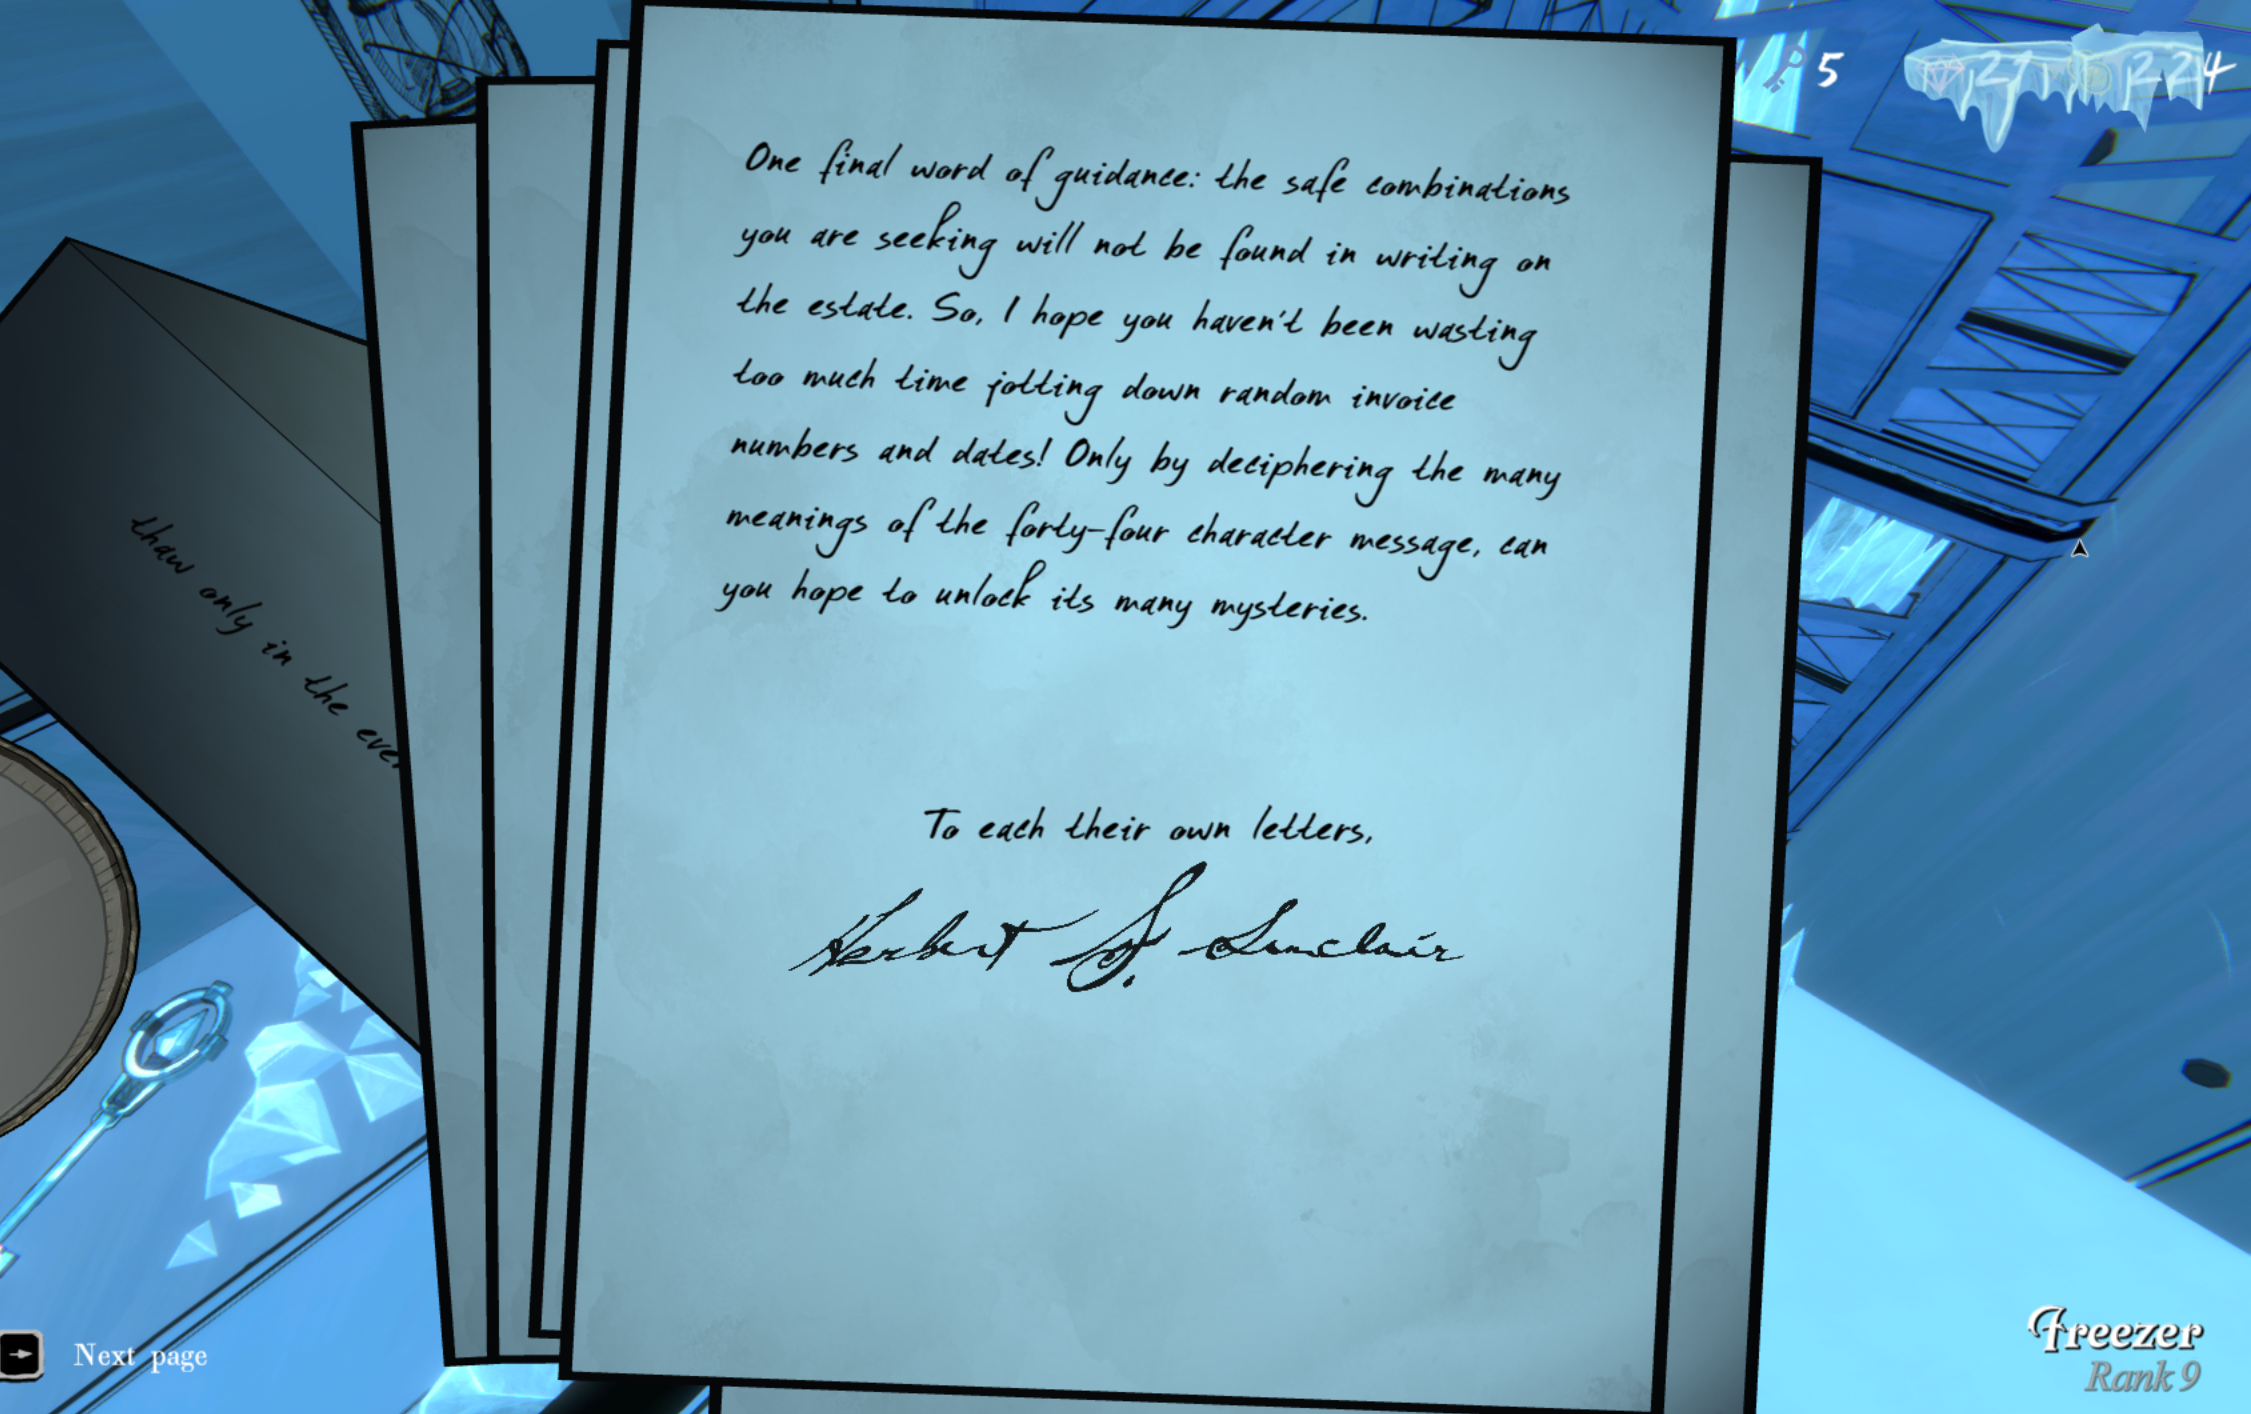 5
27
224
One final word of guidance: the safe combinations
you are seeking will not be found in writing on
the estate. So, I hope you haven't been wasting
too much time jotting down random invoice
numbers and dates! Only by deciphering the many
meanings of the forty-four character message, can
you hope to unlock its many mysteries.
thaw only in the
To each their own letters,
Herbert S. Sinclair
Next page
Freezer
Rank 9